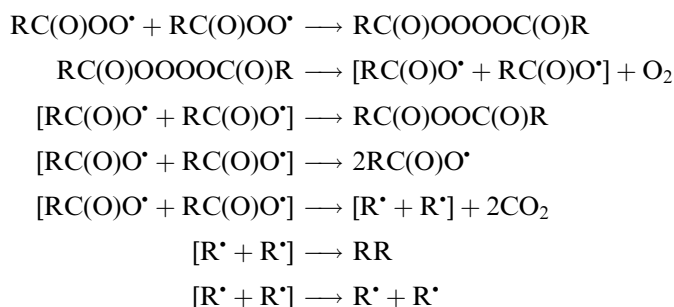 RC(O)OO• + RC(O)OO• ⟶ RC(O)OOOOC(O)R
RC(O)OOOOC(O)R ⟶ [RC(O)O• + RC(O)O•] + O₂
[RC(O)O• + RC(O)O•] ⟶ RC(O)OOC(O)R
[RC(O)O• + RC(O)O•] ⟶ 2RC(O)O•
[RC(O)O• + RC(O)O•] ⟶ [R• + R•] + 2CO₂
[R• + R•] ⟶ RR
[R• + R•] ⟶ R• + R•